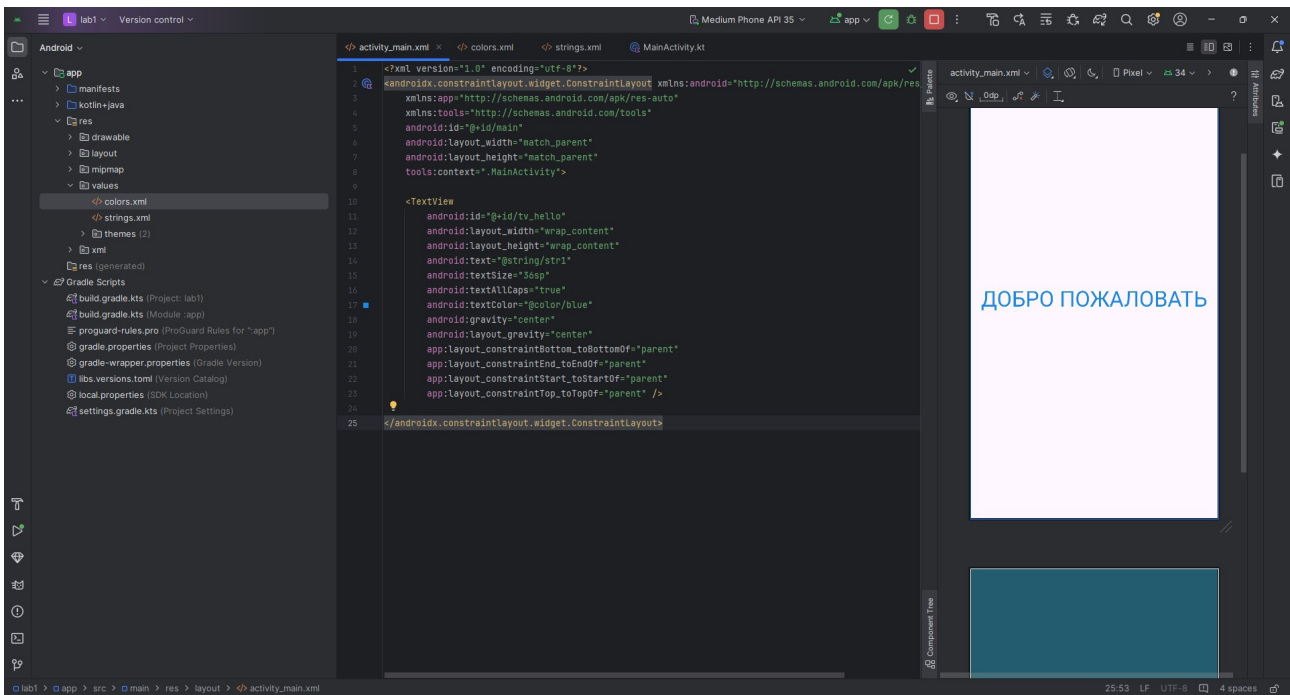 L lab1 Version control Medium Phone API 35 app
Android
activity_main.xml colors.xml strings.xml MainActivity.kt
app
manifests
kotlin+java
res
drawable
layout
mipmap
values
colors.xml
strings.xml
themes (2)
xml
res (generated)
Gradle Scripts
build.gradle.kts (Project: lab1)
build.gradle.kts (Module :app)
proguard-rules.pro (ProGuard Rules for ":app")
gradle.properties (Project Properties)
gradle-wrapper.properties (Gradle Version)
libs.versions.toml (Version Catalog)
local.properties (SDK Location)
settings.gradle.kts (Project Settings)
1 <?xml version="1.0" encoding="utf-8"?>
2 <androidx.constraintlayout.widget.ConstraintLayout xmlns:android="http://schemas.android.com/apk/res
3 xmlns:app="http://schemas.android.com/apk/res-auto"
4 xmlns:tools="http://schemas.android.com/tools"
5 android:id="@+id/main"
6 android:layout_width="match_parent"
7 android:layout_height="match_parent"
8 tools:context=".MainActivity">
9
10 <TextView
11 android:id="@+id/tv_hello"
12 android:layout_width="wrap_content"
13 android:layout_height="wrap_content"
14 android:text="@string/str1"
15 android:textSize="36sp"
16 android:textAllCaps="true"
17 android:textColor="@color/blue"
18 android:gravity="center"
19 android:layout_gravity="center"
20 app:layout_constraintBottom_toBottomOf="parent"
21 app:layout_constraintEnd_toEndOf="parent"
22 app:layout_constraintStart_toStartOf="parent"
23 app:layout_constraintTop_toTopOf="parent" />
24
25 </androidx.constraintlayout.widget.ConstraintLayout>
Palette
activity_main.xml Pixel 34
0dp
Attributes
ДОБРО ПОЖАЛОВАТЬ
Component Tree
lab1 > app > src > main > res > layout > activity_main.xml
25:53 LF UTF-8 4 spaces